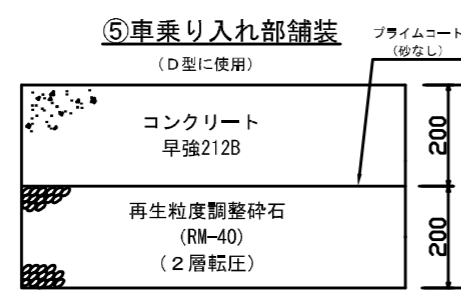 ⑤車乗り入れ部舗装
(D型に使用)
プライムコート
(砂なし)
コンクリート
早強212B
200
再生粒度調整砕石
(RM-40)
(2層転圧)
200